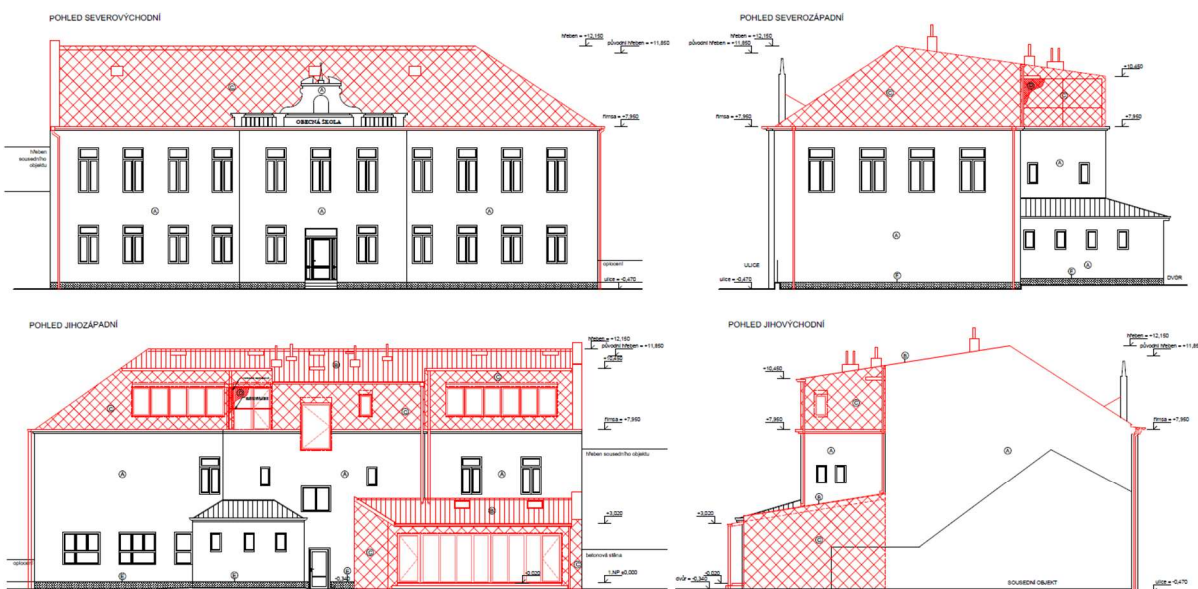 POHLED SEVEROVÝCHODNÍ
hřeben = +12,150
původní hřeben = +11,850
C
A
OBECNÁ ŠKOLA
římsa = +7,950
hřeben
sousedního
objektu
A
A
A
oplocení
ulice = -0,470
POHLED SEVEROZÁPADNÍ
hřeben = +12,150
původní hřeben = +11,850
+10,450
C
C
římsa = +7,950
+7,950
A
A
ULICE
A
E
E
ulice = -0,470
DVŮR
POHLED JIHOZÁPADNÍ
hřeben = +12,150
původní hřeben = +11,850
+10,450
B
C
C
C
římsa = +7,950
A
A
A
hřeben sousedního objektu
B
+3,020
C
C
betonová stěna
oplocení
E
E
E
-0,340
-0,020
1.NP ±0,000
POHLED JIHOVÝCHODNÍ
hřeben = +12,150
původní hřeben = +11,850
B
+10,450
C
+7,950
římsa = +7,950
A
A
B
+3,020
C
-0,020
dvůr = -0,340
SOUSEDNÍ OBJEKT
ulice = -0,470